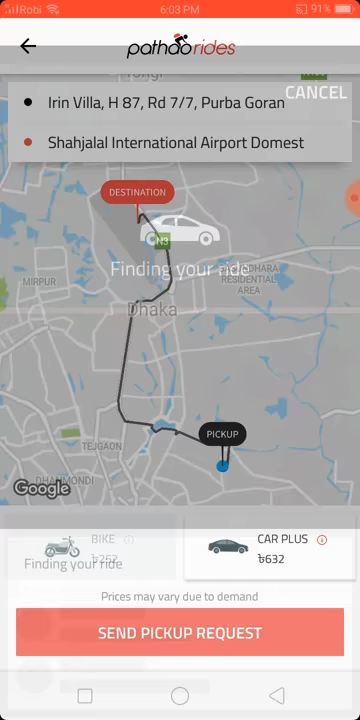 Robi
6:03 PM
91%
pathao rides
CANCEL
Irin Villa, H 87, Rd 7/7, Purba Goran
Shahjalal International Airport Domest
DESTINATION
N3
Finding your ride
MIRPUR
RESIDENTIAL
AREA
Dhaka
PICKUP
TEJGAON
DHANMONDI
Google
BIKE
৳252
CAR PLUS
৳632
Finding your ride
Prices may vary due to demand
SEND PICKUP REQUEST